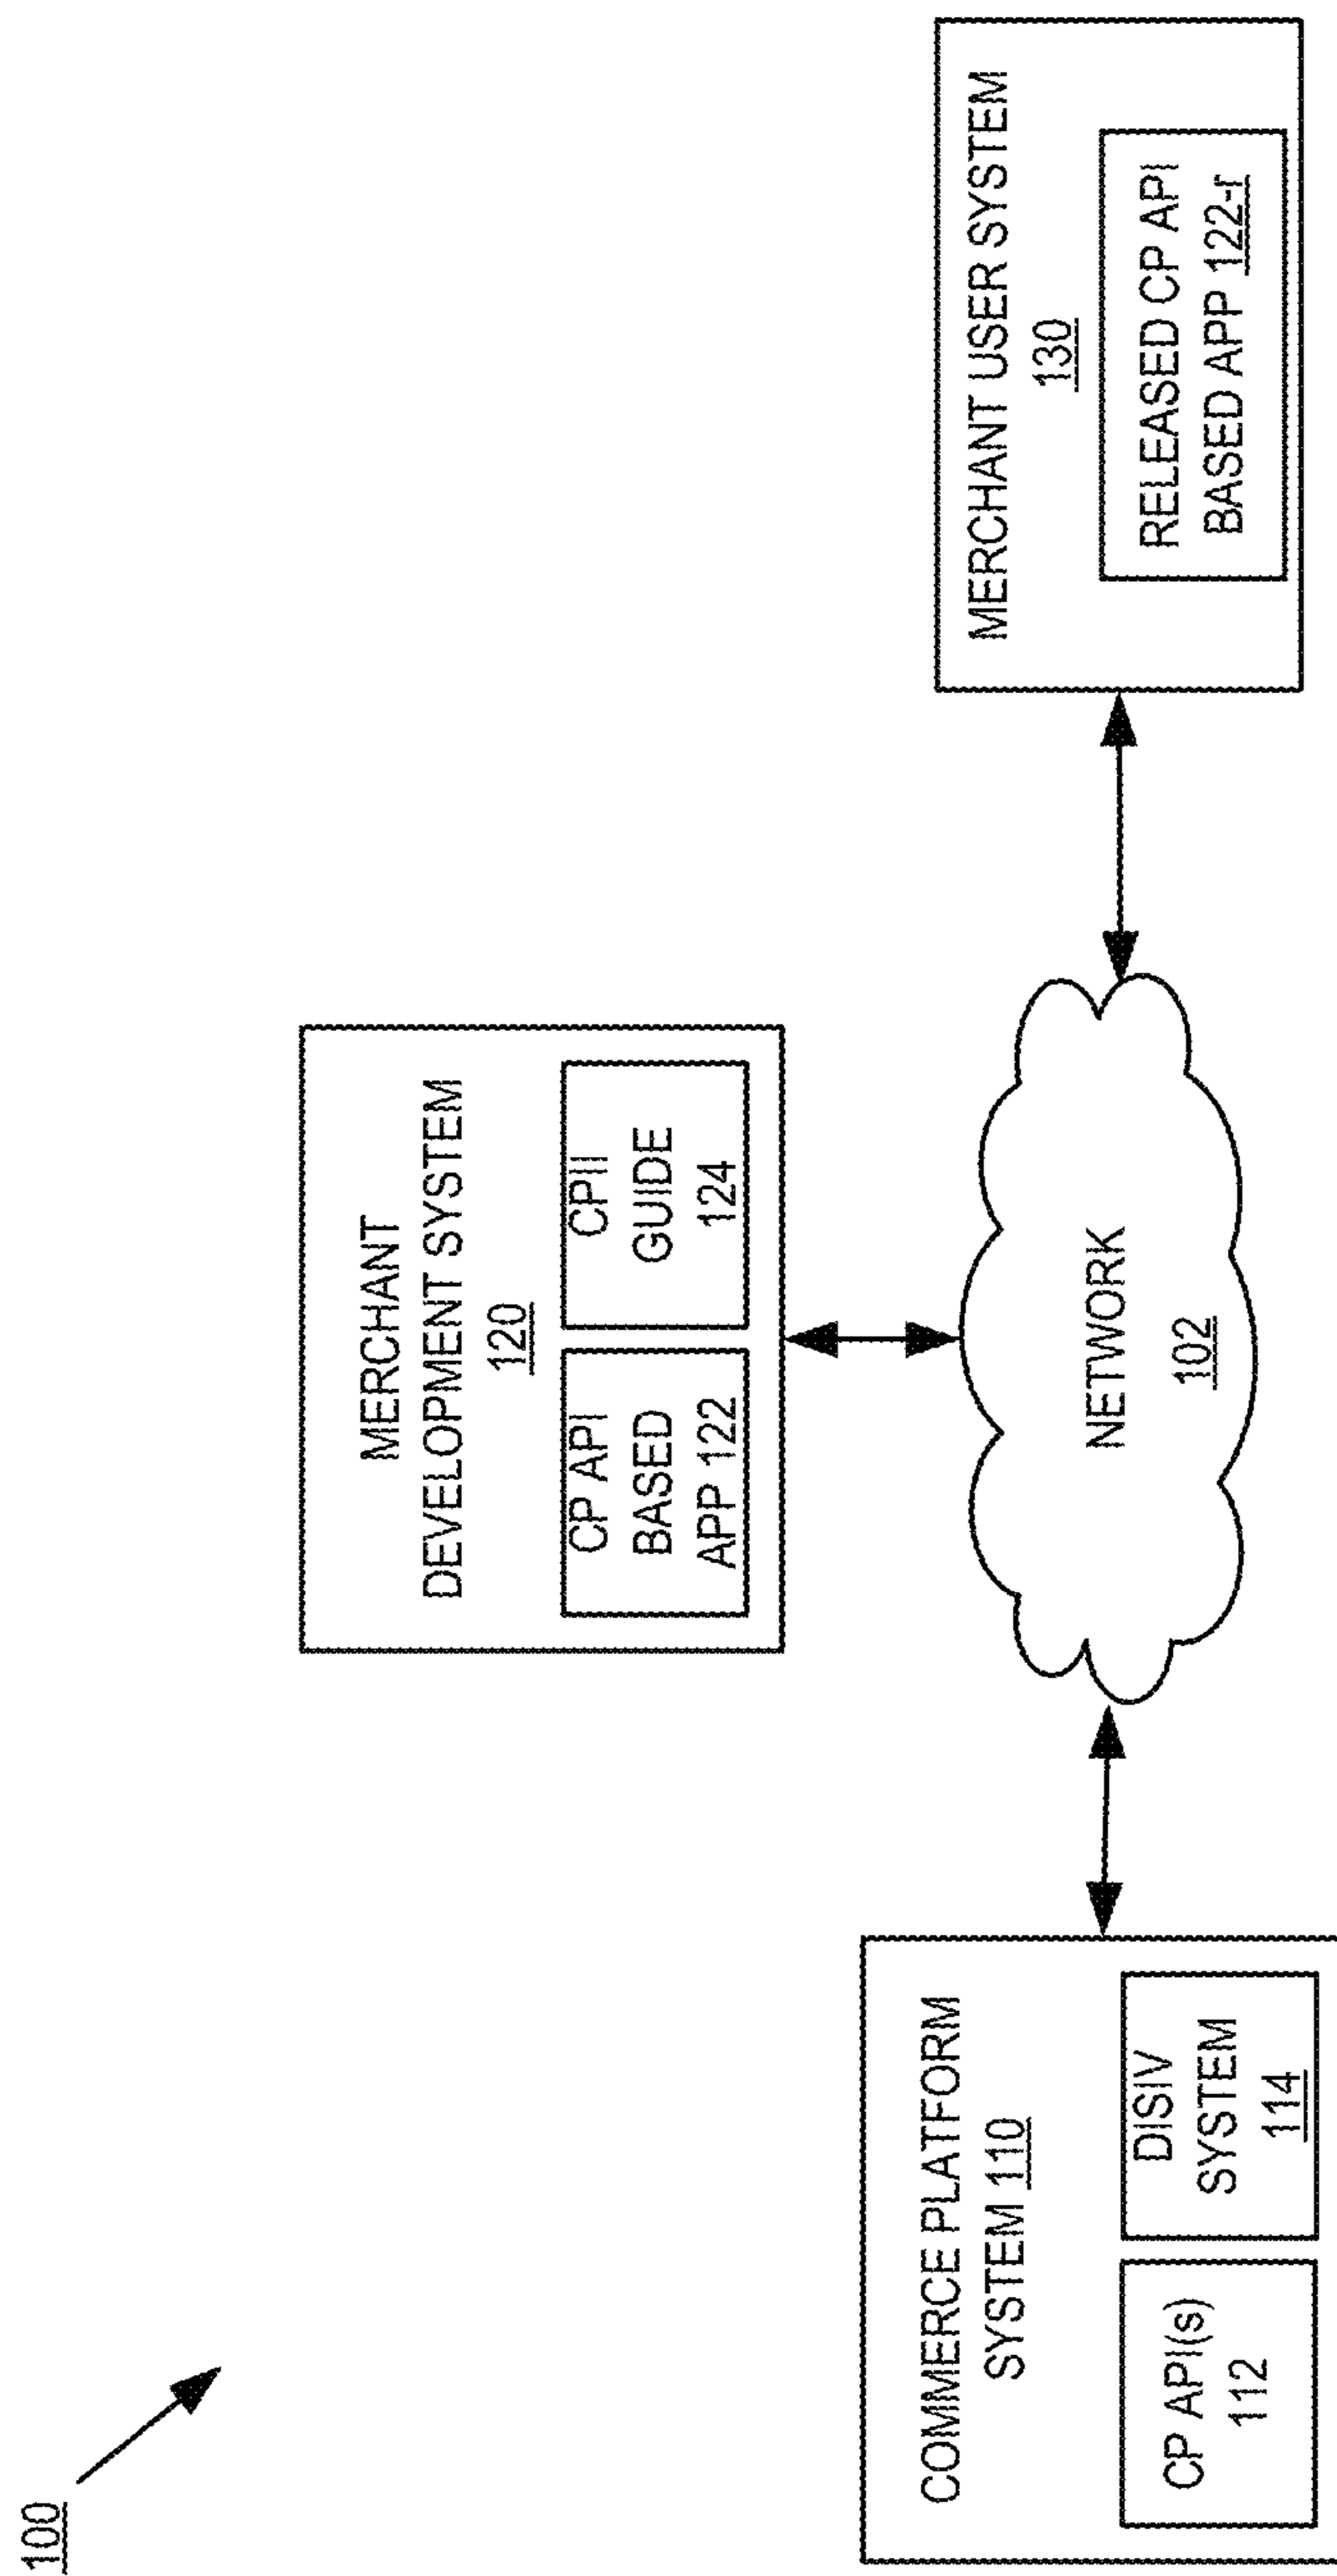 100
MERCHANT
DEVELOPMENT SYSTEM
120
CP API
BASED
APP 122
CPII
GUIDE
124
COMMERCE PLATFORM
SYSTEM 110
CP API(s)
112
DISIV
SYSTEM
114
NETWORK
102
MERCHANT USER SYSTEM
130
RELEASED CP API
BASED APP 122-r